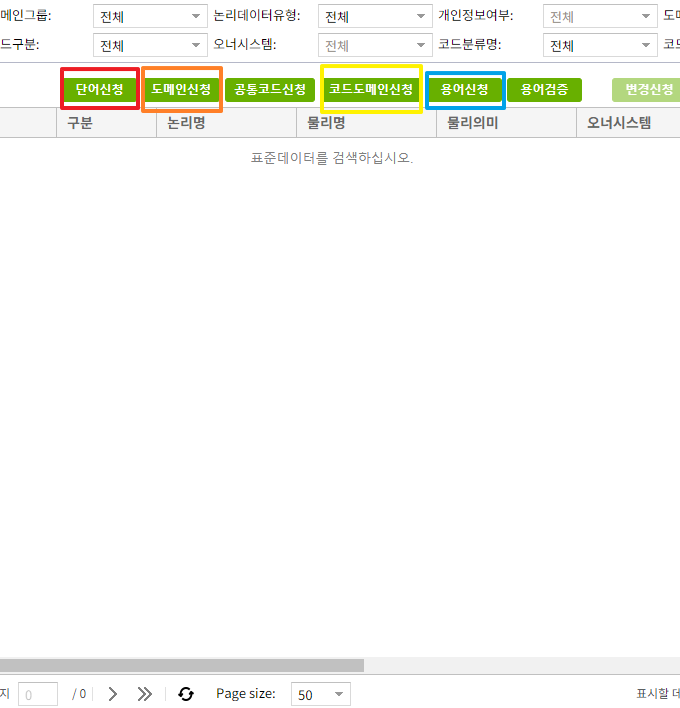 메인그룹: 전체 논리데이터유형: 전체 개인정보여부: 전체
드구분: 전체 오너시스템: 전체 코드분류명: 전체
단어신청 도메인신청 공통코드신청 코드도메인신청 용어신청 용어검증 변경신청
구분 논리명 물리명 물리의미 오너시스템
표준데이터를 검색하십시오.
지 0 / 0 Page size: 50 표시할 데